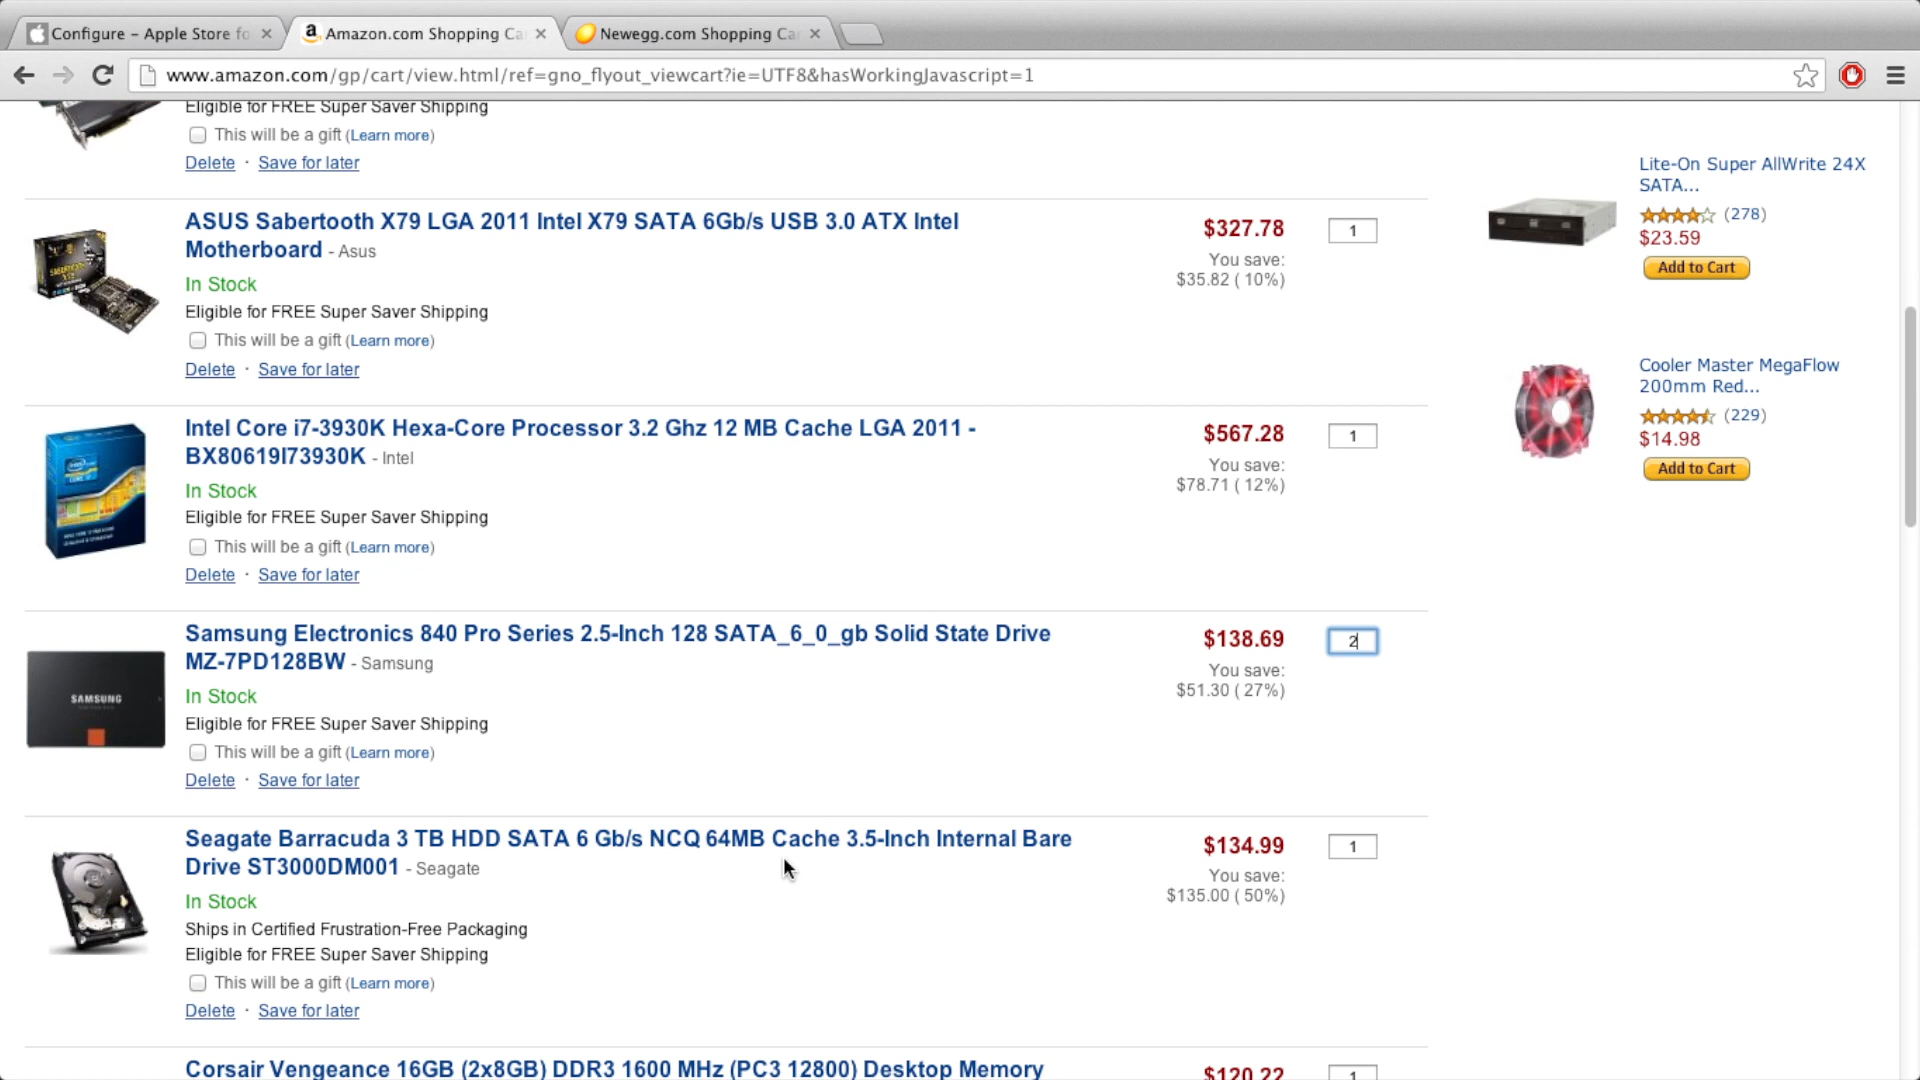 Configure – Apple Store fo
Amazon.com Shopping Ca
Newegg.com Shopping Ca
www.amazon.com/gp/cart/view.html/ref=gno_flyout_viewcart?ie=UTF8&hasWorkingJavascript=1
Eligible for FREE Super Saver Shipping
This will be a gift (Learn more)
Delete · Save for later
ASUS Sabertooth X79 LGA 2011 Intel X79 SATA 6Gb/s USB 3.0 ATX Intel
Motherboard - Asus
$327.78
1
You save:
$35.82 ( 10%)
In Stock
Eligible for FREE Super Saver Shipping
This will be a gift (Learn more)
Delete · Save for later
Intel Core i7-3930K Hexa-Core Processor 3.2 Ghz 12 MB Cache LGA 2011 -
BX80619I73930K - Intel
$567.28
1
You save:
$78.71 ( 12%)
In Stock
Eligible for FREE Super Saver Shipping
This will be a gift (Learn more)
Delete · Save for later
Samsung Electronics 840 Pro Series 2.5-Inch 128 SATA_6_0_gb Solid State Drive
MZ-7PD128BW - Samsung
$138.69
2
You save:
$51.30 ( 27%)
SAMSUNG
In Stock
Eligible for FREE Super Saver Shipping
This will be a gift (Learn more)
Delete · Save for later
Seagate Barracuda 3 TB HDD SATA 6 Gb/s NCQ 64MB Cache 3.5-Inch Internal Bare
Drive ST3000DM001 - Seagate
$134.99
1
You save:
$135.00 ( 50%)
In Stock
Ships in Certified Frustration-Free Packaging
Eligible for FREE Super Saver Shipping
This will be a gift (Learn more)
Delete · Save for later
Corsair Vengeance 16GB (2x8GB) DDR3 1600 MHz (PC3 12800) Desktop Memory
$120.22
1
Lite-On Super AllWrite 24X
SATA...
(278)
$23.59
Add to Cart
Cooler Master MegaFlow
200mm Red...
(229)
$14.98
Add to Cart